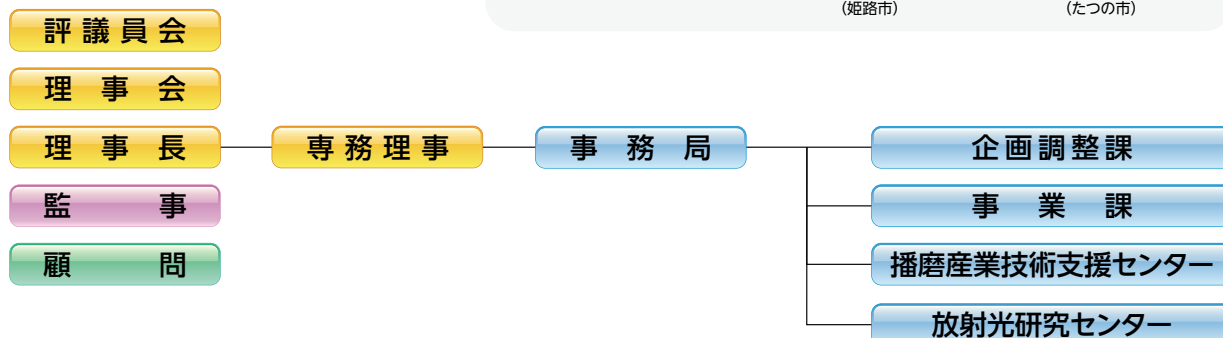 (姫路市) (たつの市)
評議員会
理事会
理事長 専務理事 事務局 企画調整課
監事 事業課
顧問 播磨産業技術支援センター
放射光研究センター